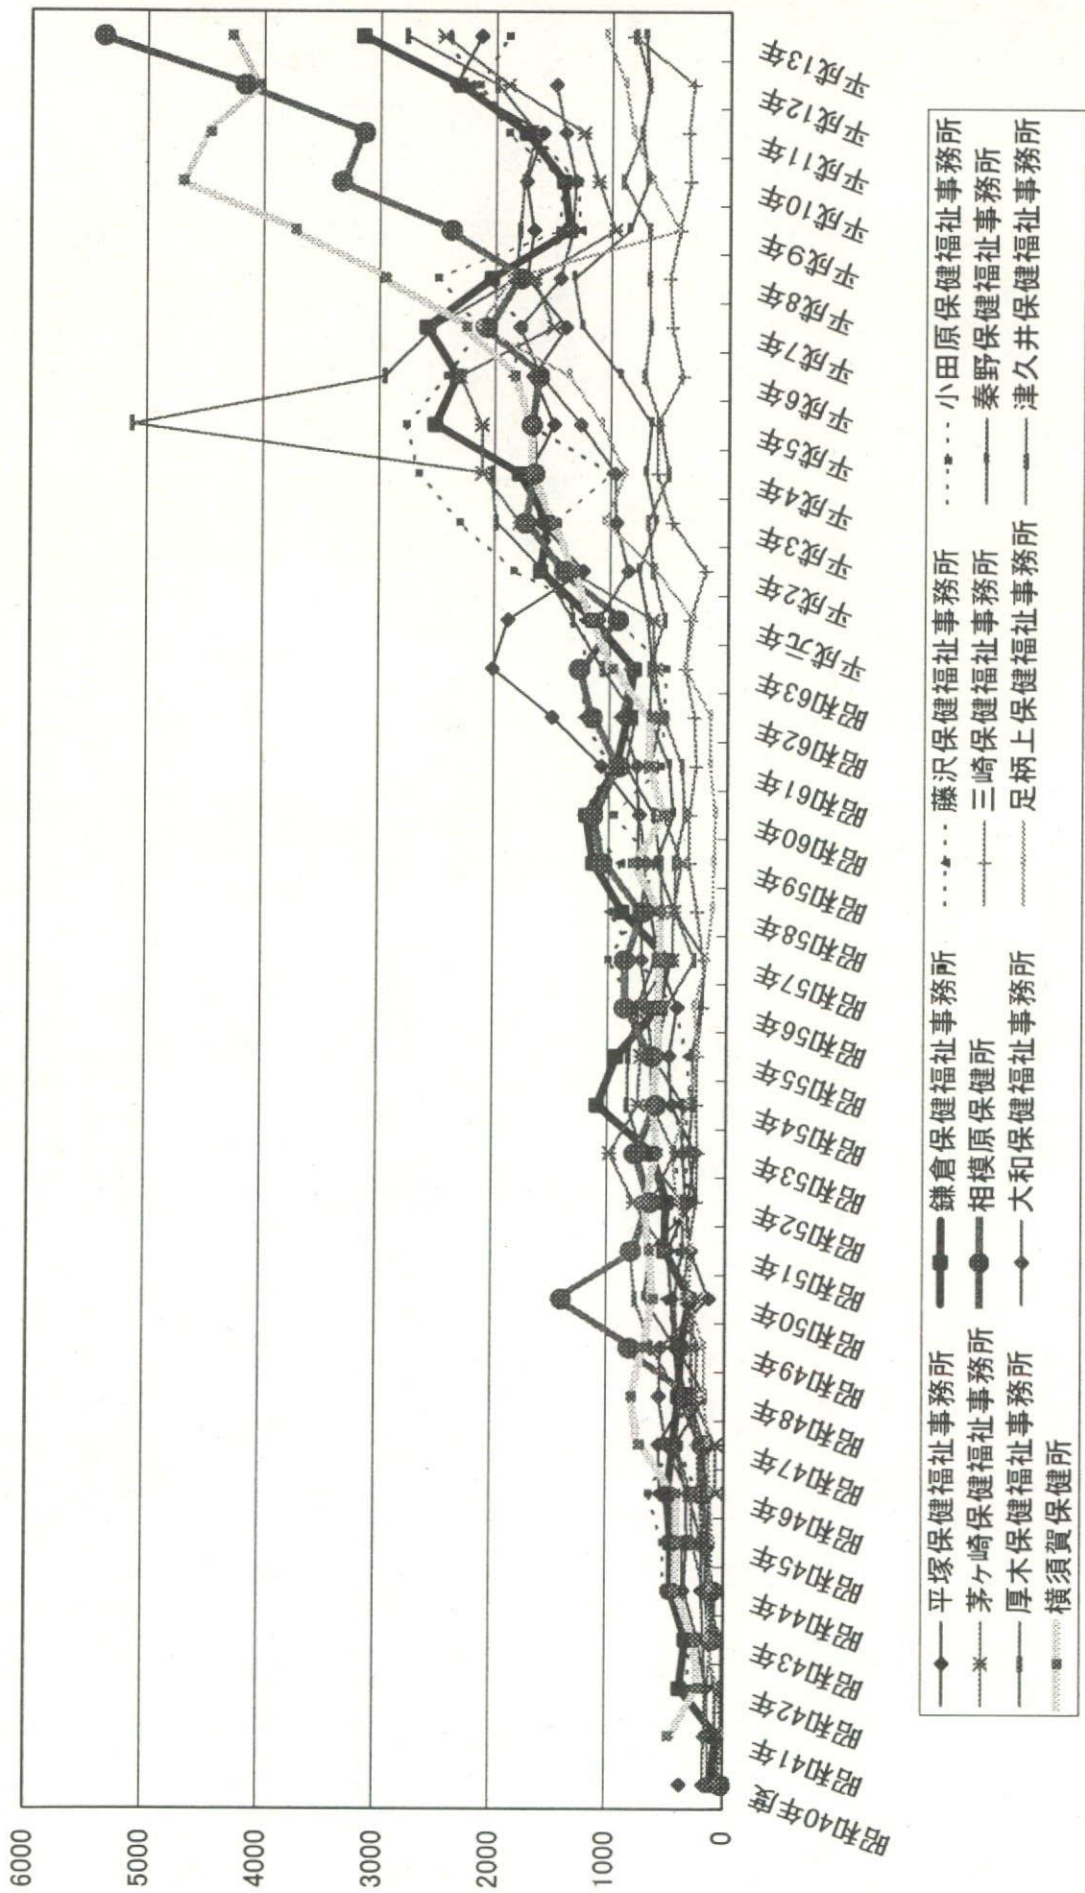 6000
5000
4000
3000
2000
1000
0
昭和40年度
昭和41年
昭和42年
昭和43年
昭和44年
昭和45年
昭和46年
昭和47年
昭和48年
昭和49年
昭和50年
昭和51年
昭和52年
昭和53年
昭和54年
昭和55年
昭和56年
昭和57年
昭和58年
昭和59年
昭和60年
昭和61年
昭和62年
昭和63年
平成元年
平成2年
平成3年
平成4年
平成5年
平成6年
平成7年
平成8年
平成9年
平成10年
平成11年
平成12年
平成13年
平塚保健福祉事務所 鎌倉保健福祉事務所 藤沢保健福祉事務所 小田原保健福祉事務所
茅ヶ崎保健福祉事務所 相模原保健所 三崎保健福祉事務所 秦野保健福祉事務所
厚木保健福祉事務所 大和保健福祉事務所 足柄上保健福祉事務所 津久井保健福祉事務所
横須賀保健所